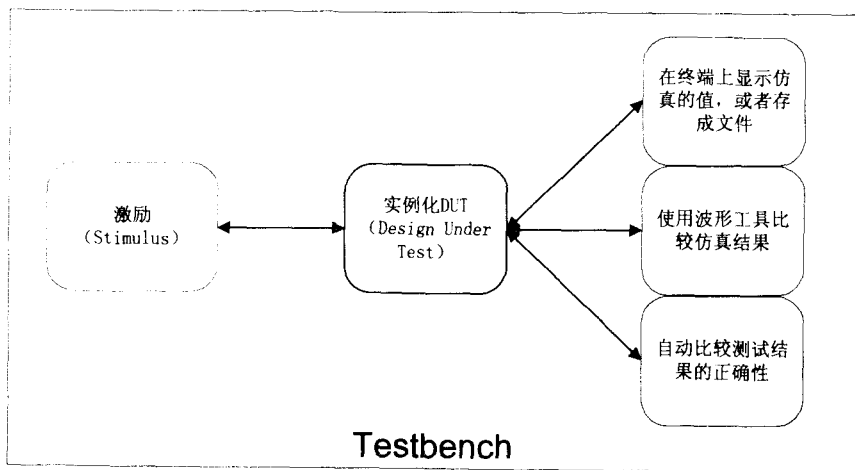 激励
（Stimulus）
实例化DUT
（Design Under
Test）
在终端上显示仿
真的值，或者存
成文件
使用波形工具比
较仿真结果
自动比较测试结
果的正确性
Testbench